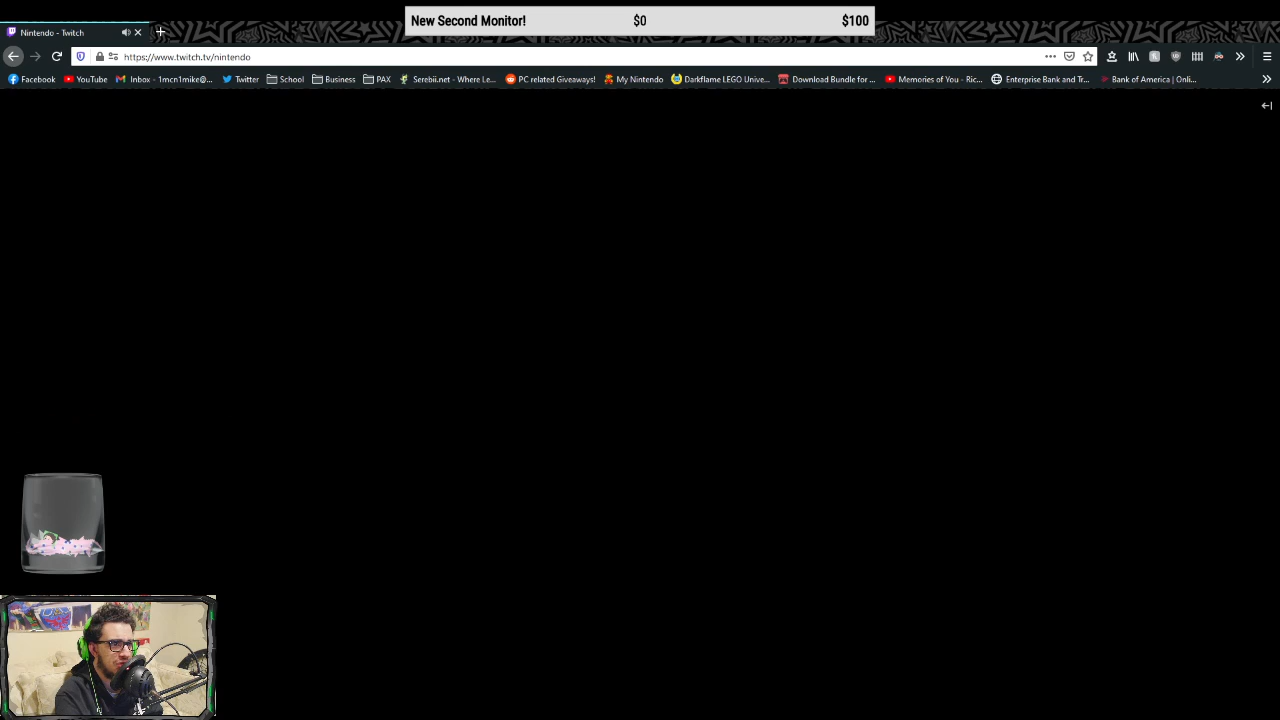 New Second Monitor! $0 $100
Nintendo - Twitch
https://www.twitch.tv/nintendo
Facebook YouTube Inbox - 1mcn1mike@... Twitter School Business PAX Serebii.net - Where Le... PC related Giveaways! My Nintendo Darkflame LEGO Unive... Download Bundle for ... Memories of You - Ric... Enterprise Bank and Tr... Bank of America | Onli...